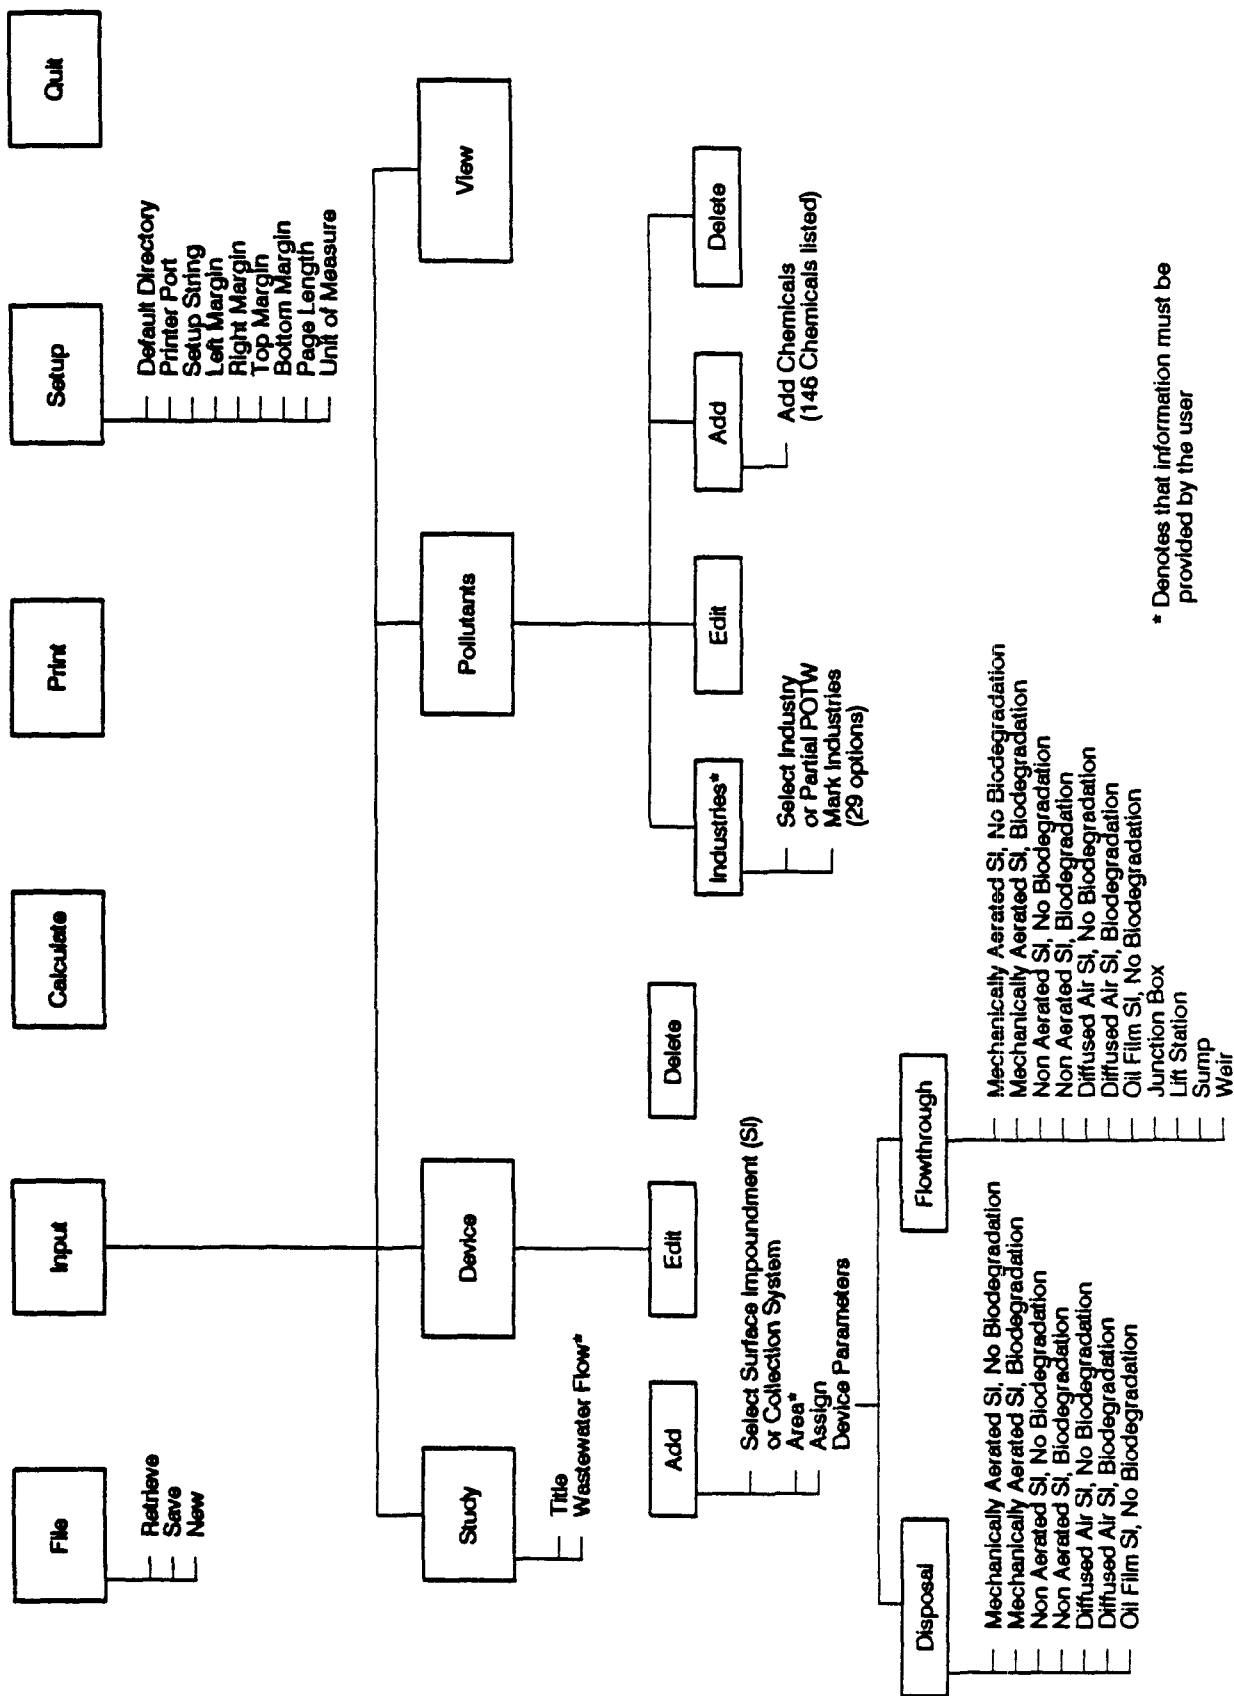 File
Input
Calculate
Print
Setup
Quit
Retrieve
Save
New
Default Directory
Printer Port
Setup String
Left Margin
Right Margin
Top Margin
Bottom Margin
Page Length
Unit of Measure
Study
Device
Pollutants
View
Title
Wastewater Flow*
Add
Edit
Delete
Industries*
Edit
Add
Delete
Select Surface Impoundment (SI)
or Collection System
Area*
Assign
Device Parameters
Select Industry
or Partial POTW
Mark Industries
(29 options)
Add Chemicals
(146 Chemicals listed)
Disposal
Flowthrough
Mechanically Aerated SI, No Biodegradation
Mechanically Aerated SI, Biodegradation
Non Aerated SI, No Biodegradation
Non Aerated SI, Biodegradation
Diffused Air SI, No Biodegradation
Diffused Air SI, Biodegradation
Oil Film SI, No Biodegradation
Mechanically Aerated SI, No Biodegradation
Mechanically Aerated SI, Biodegradation
Non Aerated SI, No Biodegradation
Non Aerated SI, Biodegradation
Diffused Air SI, No Biodegradation
Diffused Air SI, Biodegradation
Oil Film SI, No Biodegradation
Junction Box
Lift Station
Sump
Weir
* Denotes that information must be
provided by the user